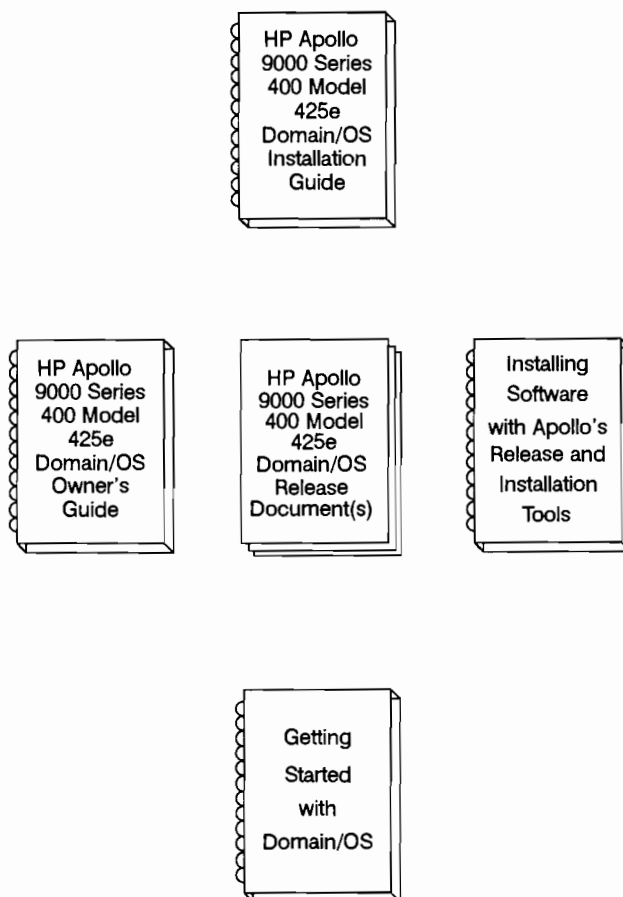 HP Apollo
9000 Series
400 Model
425e
Domain/OS
Installation
Guide
HP Apollo
9000 Series
400 Model
425e
Domain/OS
Owner's
Guide
HP Apollo
9000 Series
400 Model
425e
Domain/OS
Release
Document(s)
Installing
Software
with Apollo's
Release and
Installation
Tools
Getting
Started
with
Domain/OS